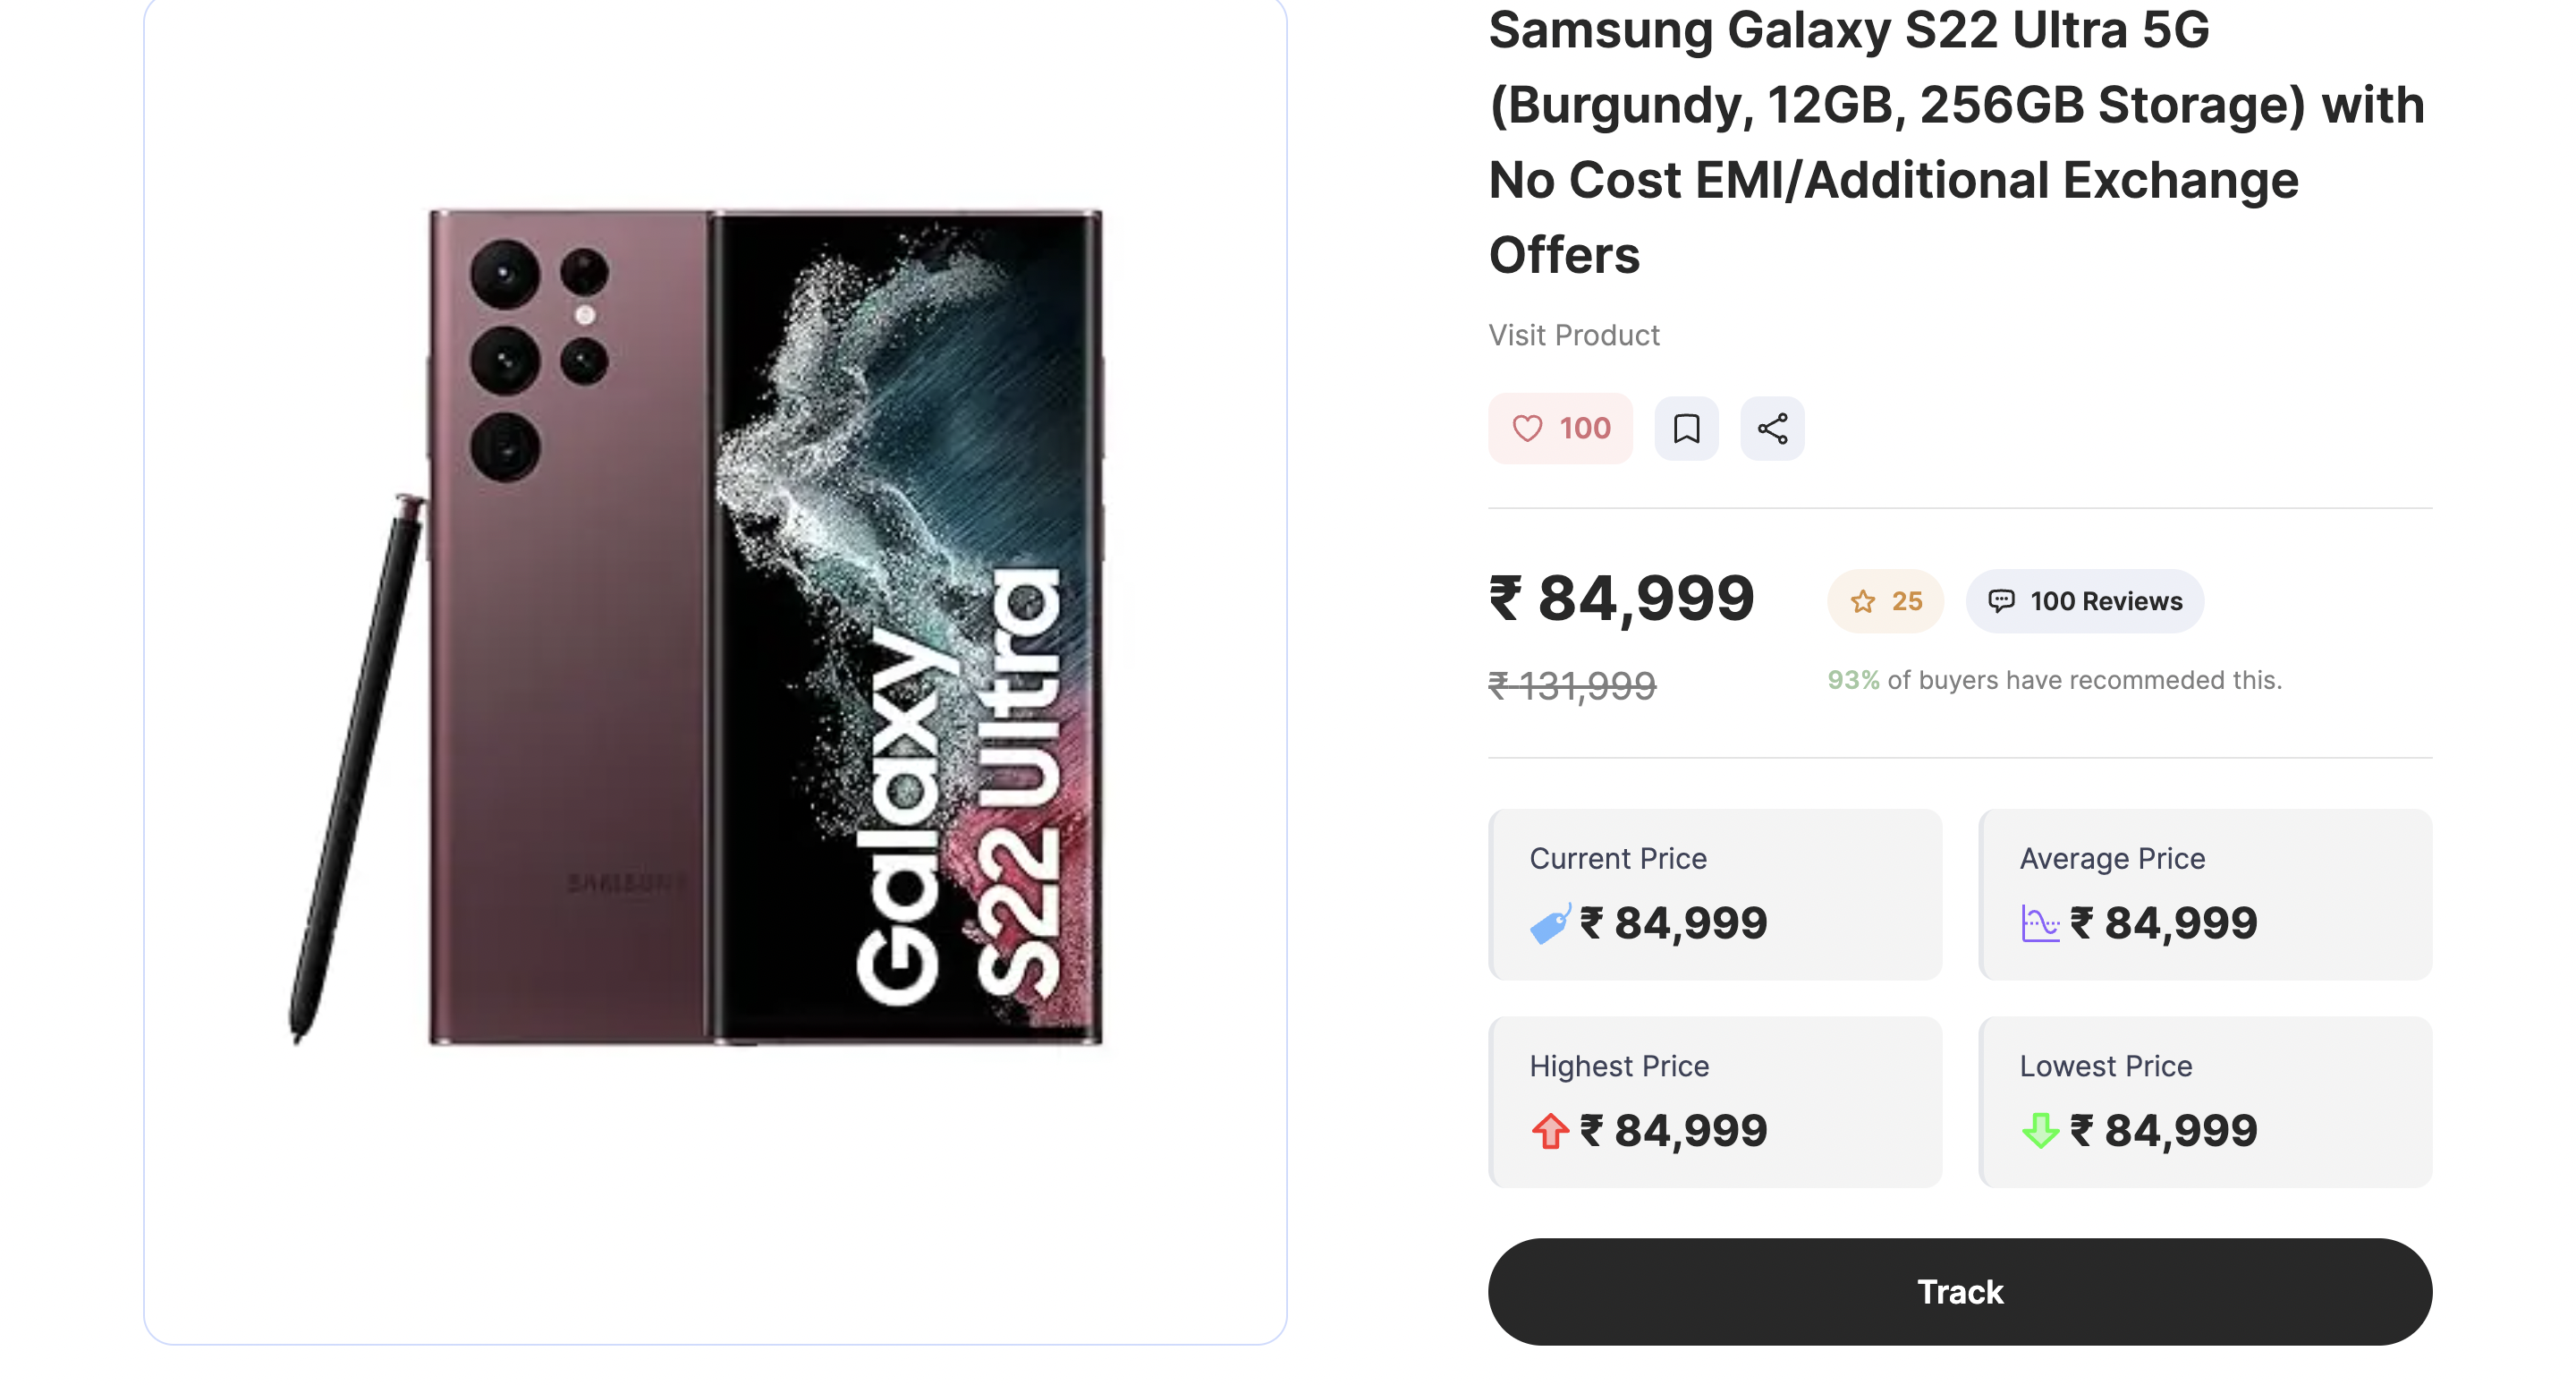 Samsung Galaxy S22 Ultra 5G
(Burgundy, 12GB, 256GB Storage) with
No Cost EMI/Additional Exchange
Offers
Visit Product
100
₹ 84,999
25
100 Reviews
₹ 131,999
93% of buyers have recommeded this.
Current Price
₹ 84,999
Average Price
₹ 84,999
Highest Price
₹ 84,999
Lowest Price
₹ 84,999
Track
Galaxy
S22 Ultra
SAMSUNG